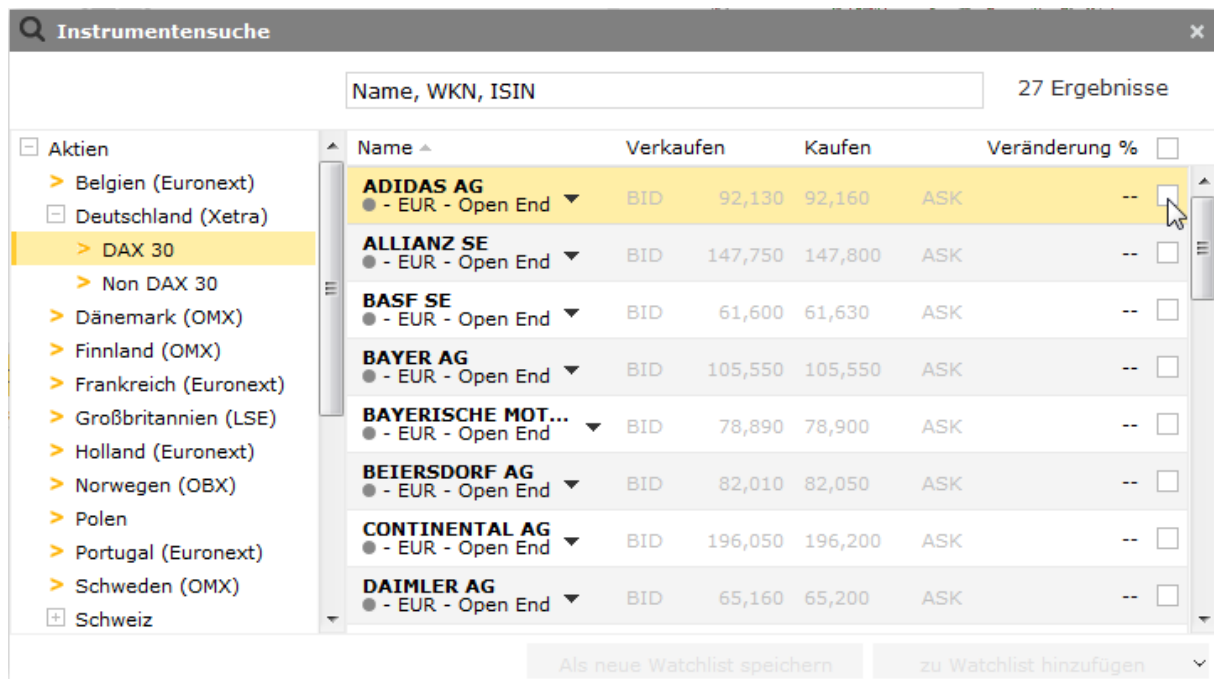 Instrumentensuche
Name, WKN, ISIN
27 Ergebnisse
Aktien
Belgien (Euronext)
Deutschland (Xetra)
DAX 30
Non DAX 30
Dänemark (OMX)
Finnland (OMX)
Frankreich (Euronext)
Großbritannien (LSE)
Holland (Euronext)
Norwegen (OBX)
Polen
Portugal (Euronext)
Schweden (OMX)
Schweiz
Name Verkaufen Kaufen Veränderung %
ADIDAS AG
- EUR - Open End BID 92,130 92,160 ASK --
ALLIANZ SE
- EUR - Open End BID 147,750 147,800 ASK --
BASF SE
- EUR - Open End BID 61,600 61,630 ASK --
BAYER AG
- EUR - Open End BID 105,550 105,550 ASK --
BAYERISCHE MOT...
- EUR - Open End BID 78,890 78,900 ASK --
BEIERSDORF AG
- EUR - Open End BID 82,010 82,050 ASK --
CONTINENTAL AG
- EUR - Open End BID 196,050 196,200 ASK --
DAIMLER AG
- EUR - Open End BID 65,160 65,200 ASK --
Als neue Watchlist speichern
zu Watchlist hinzufügen